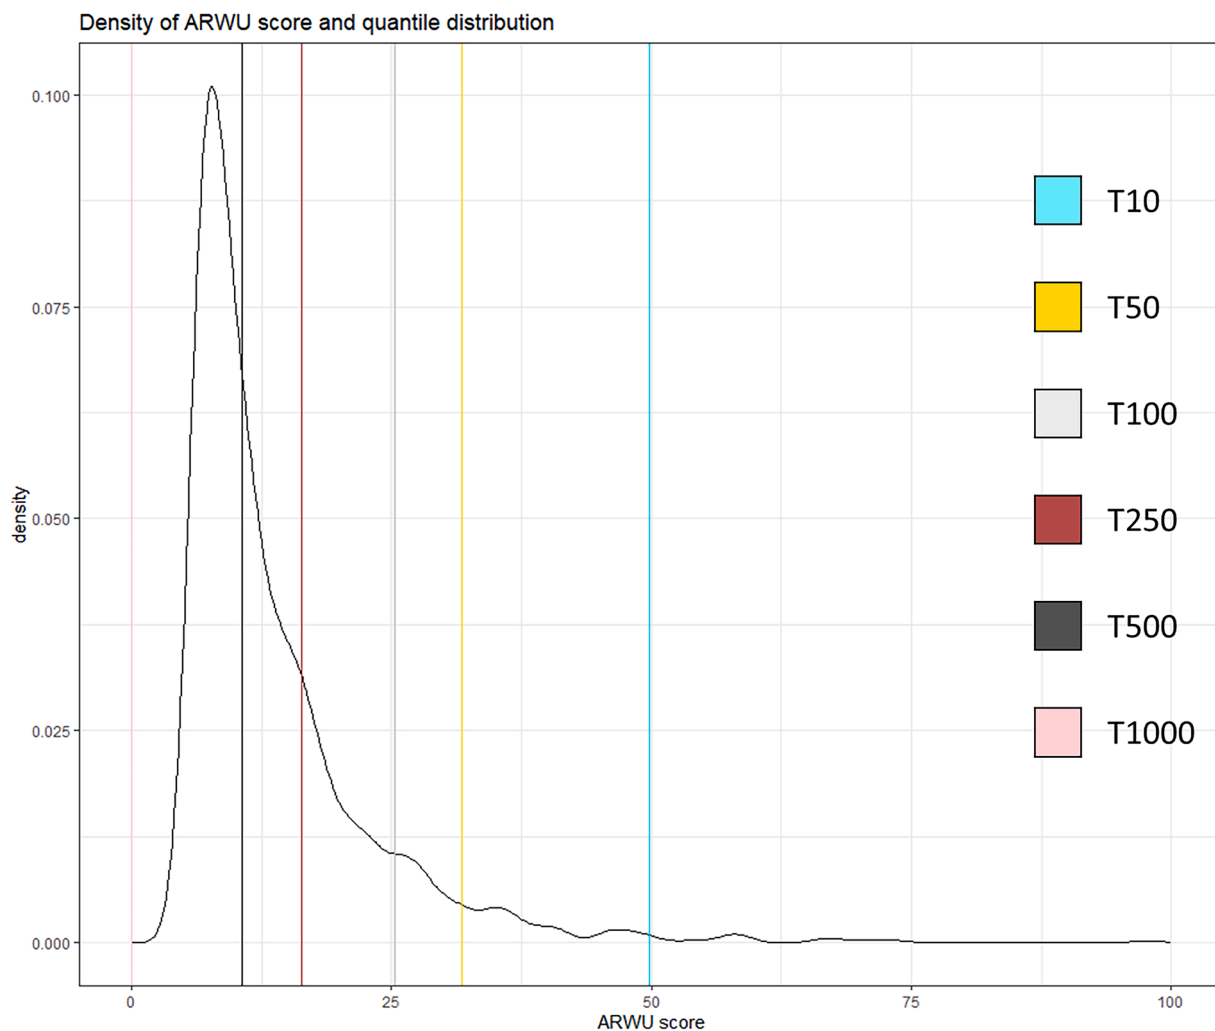 Density of ARWU score and quantile distribution
0.100
0.075
0.050
0.025
0.000
density
0
25
50
75
100
ARWU score
T10
T50
T100
T250
T500
T1000